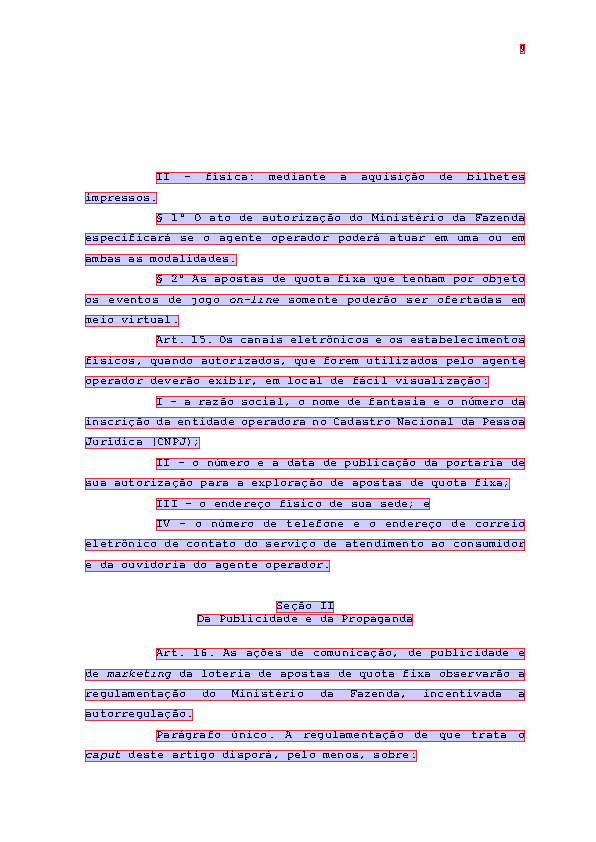 9
II – física: mediante a aquisição de bilhetes
impressos.
§ 1º O ato de autorização do Ministério da Fazenda
especificará se o agente operador poderá atuar em uma ou em
ambas as modalidades.
§ 2º As apostas de quota fixa que tenham por objeto
os eventos de jogo on-line somente poderão ser ofertadas em
meio virtual.
Art. 15. Os canais eletrônicos e os estabelecimentos
físicos, quando autorizados, que forem utilizados pelo agente
operador deverão exibir, em local de fácil visualização:
I – a razão social, o nome de fantasia e o número da
inscrição da entidade operadora no Cadastro Nacional da Pessoa
Jurídica (CNPJ);
II – o número e a data de publicação da portaria de
sua autorização para a exploração de apostas de quota fixa;
III – o endereço físico de sua sede; e
IV – o número de telefone e o endereço de correio
eletrônico de contato do serviço de atendimento ao consumidor
e da ouvidoria do agente operador.
Seção II
Da Publicidade e da Propaganda
Art. 16. As ações de comunicação, de publicidade e
de marketing da loteria de apostas de quota fixa observarão a
regulamentação do Ministério da Fazenda, incentivada a
autorregulação.
Parágrafo único. A regulamentação de que trata o
caput deste artigo disporá, pelo menos, sobre: